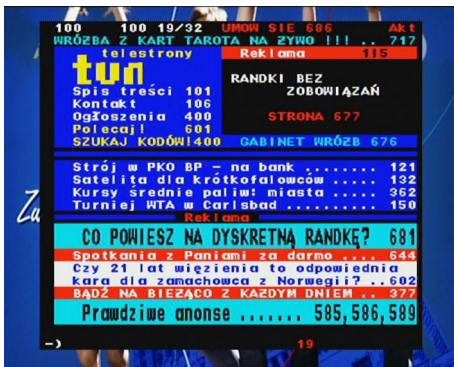 100 100 19/32 UMOW SIE 686 Akt
WRÓŻBA Z KART TAROTA NA ŻYWO !!! .. 717
telestrony
tvn
Reklama 115
RANDKI BEZ
ZOBOWIĄZAŃ
Spis treści 101
Kontakt 106
Ogłoszenia 400
STRONA 677
Polecaj! 601
SZUKAJ KODÓW!400
GABINET WRÓŻB 676
Strój w PKO BP - na bank ..... 121
Satelita dla krótkofalowców ..... 132
Kursy średnie paliw: miasta ..... 362
Turniej WTA w Carlsbad .......... 150
Zu
Reklama
CO POWIESZ NA DYSKRETNĄ RANDKĘ? 681
Spotkania z Paniami za darmo .... 644
Czy 21 lat więzienia to odpowiednia
kara dla zamachowca z Norwegii? ..602
BĄDŹ NA BIEŻĄCO Z KAŻDYM DNIEM .. 377
Prawdziwe anonse ....... 585,586,589
-) 19